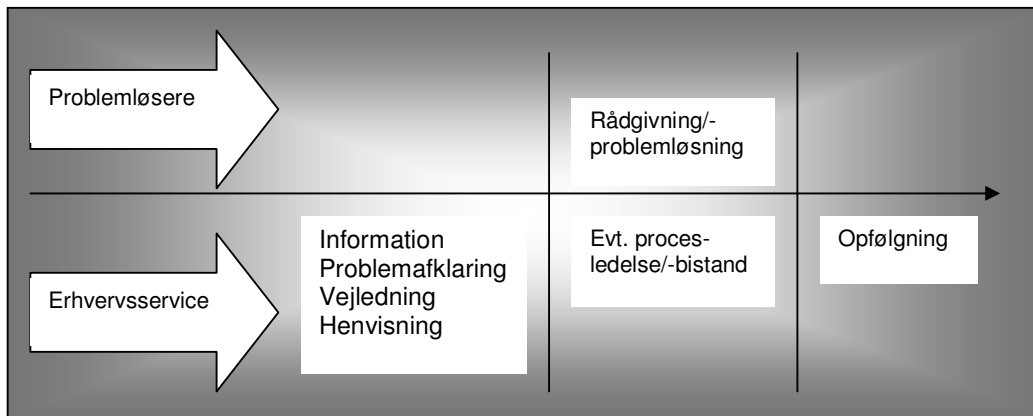 Problemløsere
Rådgivning/-
problemløsning
Erhvervsservice
Information
Problemafklaring
Vejledning
Henvisning
Evt. proces-
ledelse/-bistand
Opfølgning